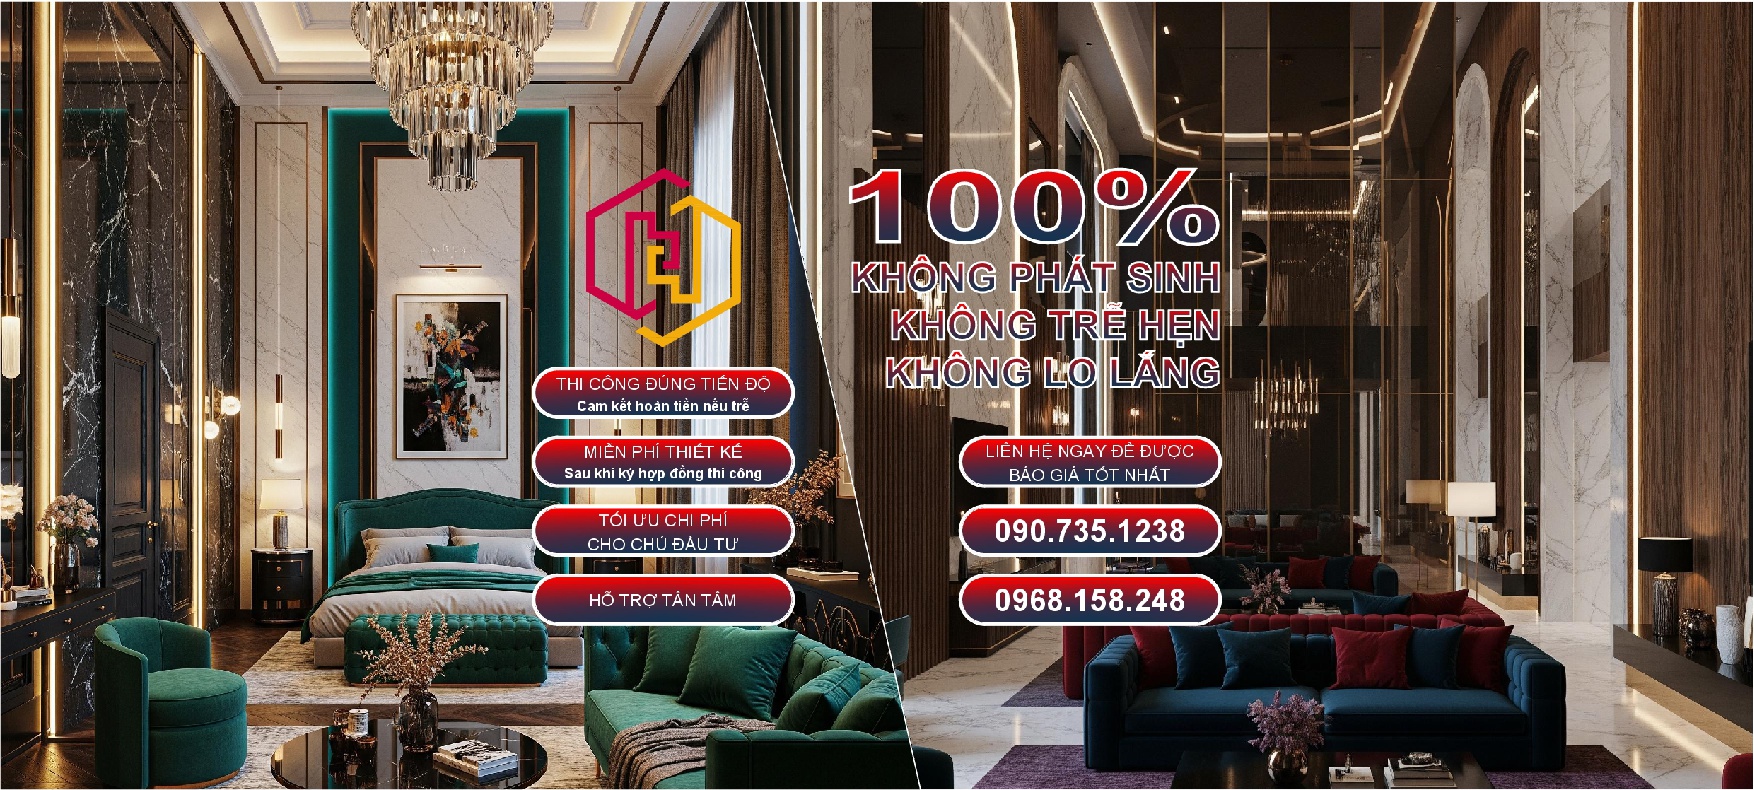 THI CÔNG ĐÚNG TIẾN ĐỘ
Cam kết hoàn tiền nếu trễ
MIỄN PHÍ THIẾT KẾ
Sau khi ký hợp đồng thi công
TỐI ƯU CHI PHÍ
CHO CHỦ ĐẦU TƯ
HỖ TRỢ TẬN TÂM
100%
KHÔNG PHÁT SINH
KHÔNG TRỄ HẸN
KHÔNG LO LẮNG
LIÊN HỆ NGAY ĐỂ ĐƯỢC
BÁO GIÁ TỐT NHẤT
090.735.1238
0968.158.248